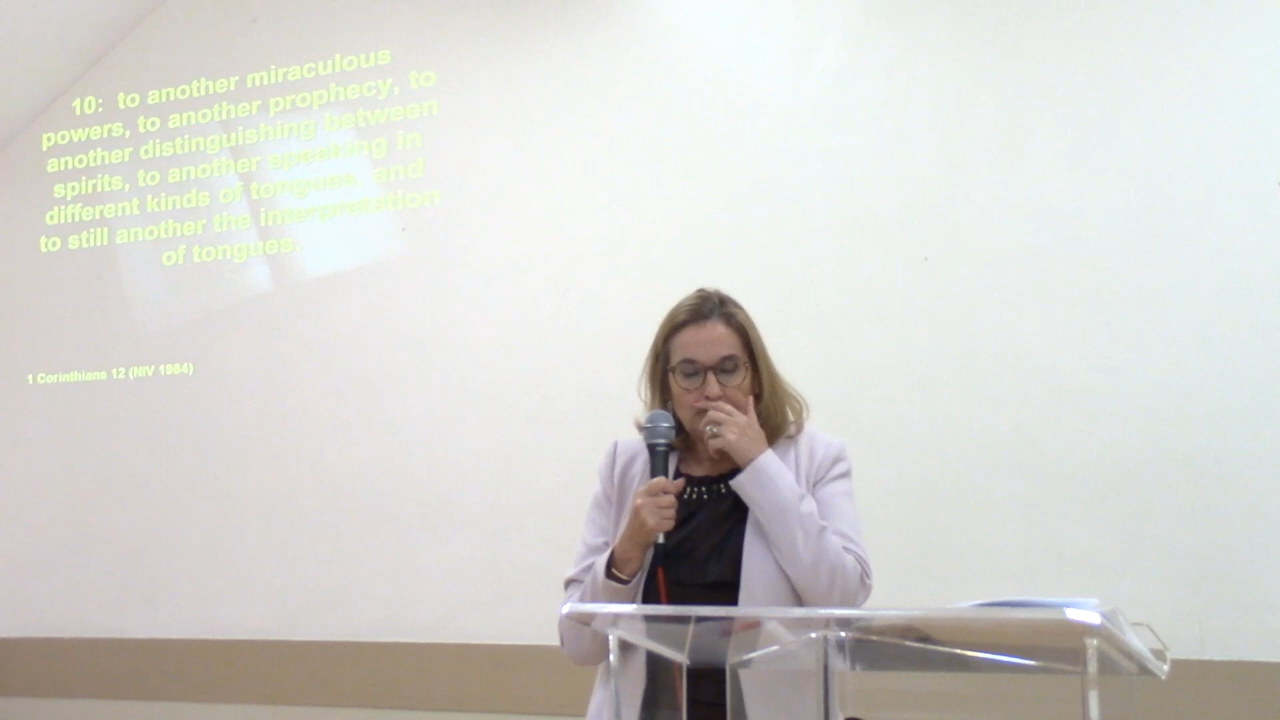 10: to another miraculous
powers, to another prophecy, to
another distinguishing between
spirits, to another speaking in
different kinds of tongues, and
to still another the interpretation
of tongues.
1 Corinthians 12 (NIV 1984)